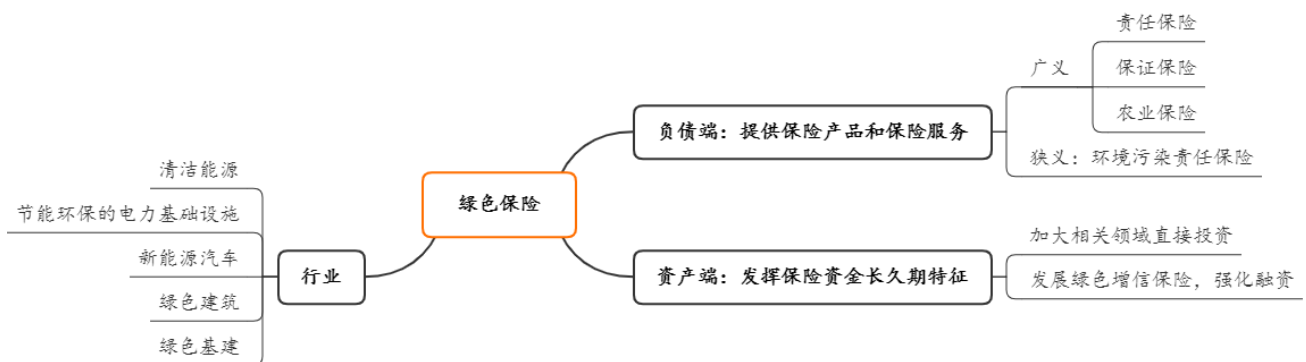 绿色保险
负债端：提供保险产品和保险服务
广义
责任保险
保证保险
农业保险
狭义：环境污染责任保险
资产端：发挥保险资金长久期特征
加大相关领域直接投资
发展绿色增信保险，强化融资
行业
清洁能源
节能环保的电力基础设施
新能源汽车
绿色建筑
绿色基建